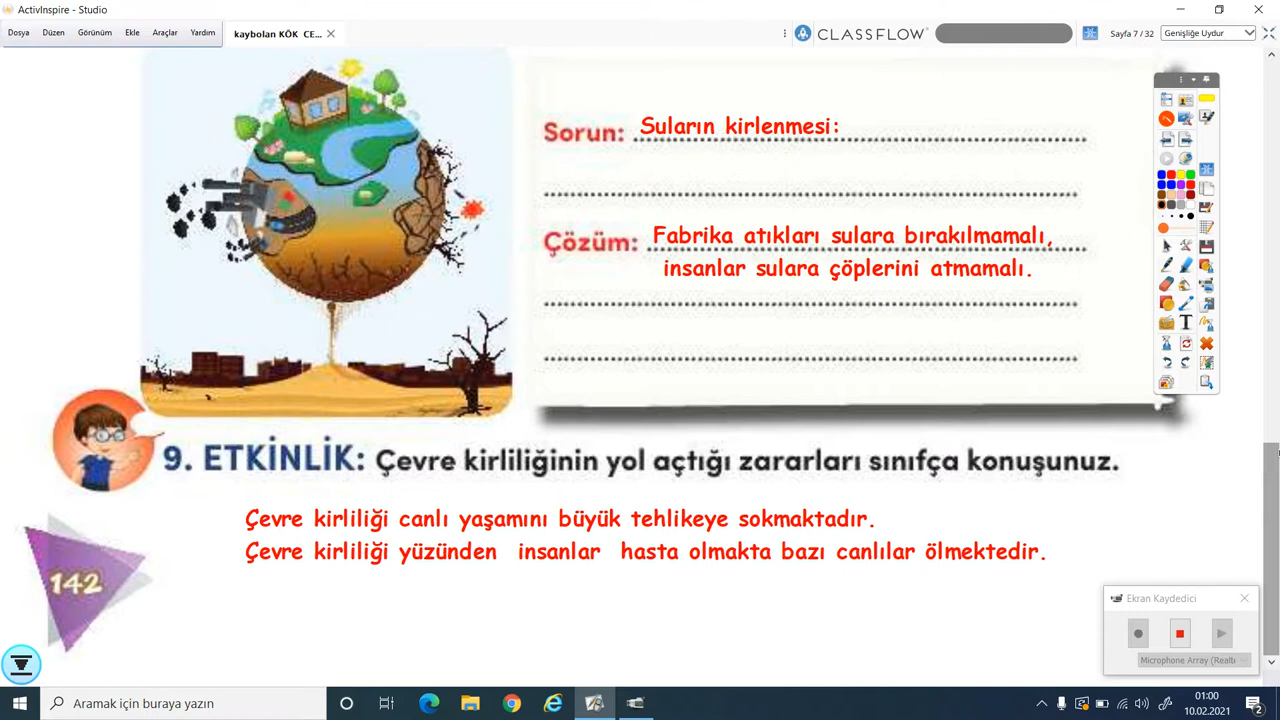 ActivInspire - Studio
Dosya Düzen Görünüm Ekle Araçlar Yardım
kaybolan KÖK CE...
CLASSFLOW
Sayfa 7 / 32
Genişliğe Uydur
Sorun: Suların kirlenmesi:
Çözüm: Fabrika atıkları sulara bırakılmamalı,
insanlar sulara çöplerini atmamalı.
9. ETKİNLİK: Çevre kirliliğinin yol açtığı zararları sınıfça konuşunuz.
Çevre kirliliği canlı yaşamını büyük tehlikeye sokmaktadır.
Çevre kirliliği yüzünden insanlar hasta olmakta bazı canlılar ölmektedir.
142
Ekran Kaydedici
Microphone Array (Realte
Aramak için buraya yazın
01:00
10.02.2021
2